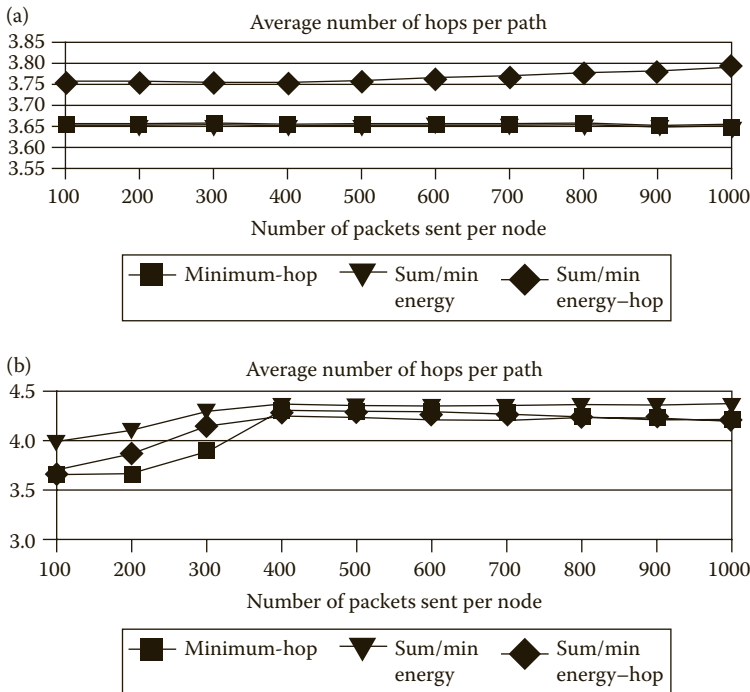 (a)
Average number of hops per path
3.85
3.80
3.75
3.70
3.65
3.60
3.55
100 200 300 400 500 600 700 800 900 1000
Number of packets sent per node
Minimum-hop
Sum/min
energy
Sum/min
energy–hop
(b)
Average number of hops per path
4.5
4.0
3.5
3.0
100 200 300 400 500 600 700 800 900 1000
Number of packets sent per node
Minimum-hop
Sum/min
energy
Sum/min
energy–hop